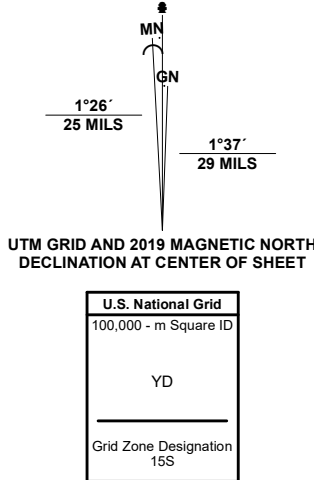 MN
GN
1°26´
25 MILS
1°37´
29 MILS
UTM GRID AND 2019 MAGNETIC NORTH
DECLINATION AT CENTER OF SHEET
U.S. National Grid
100,000 - m Square ID
YD
Grid Zone Designation
15S